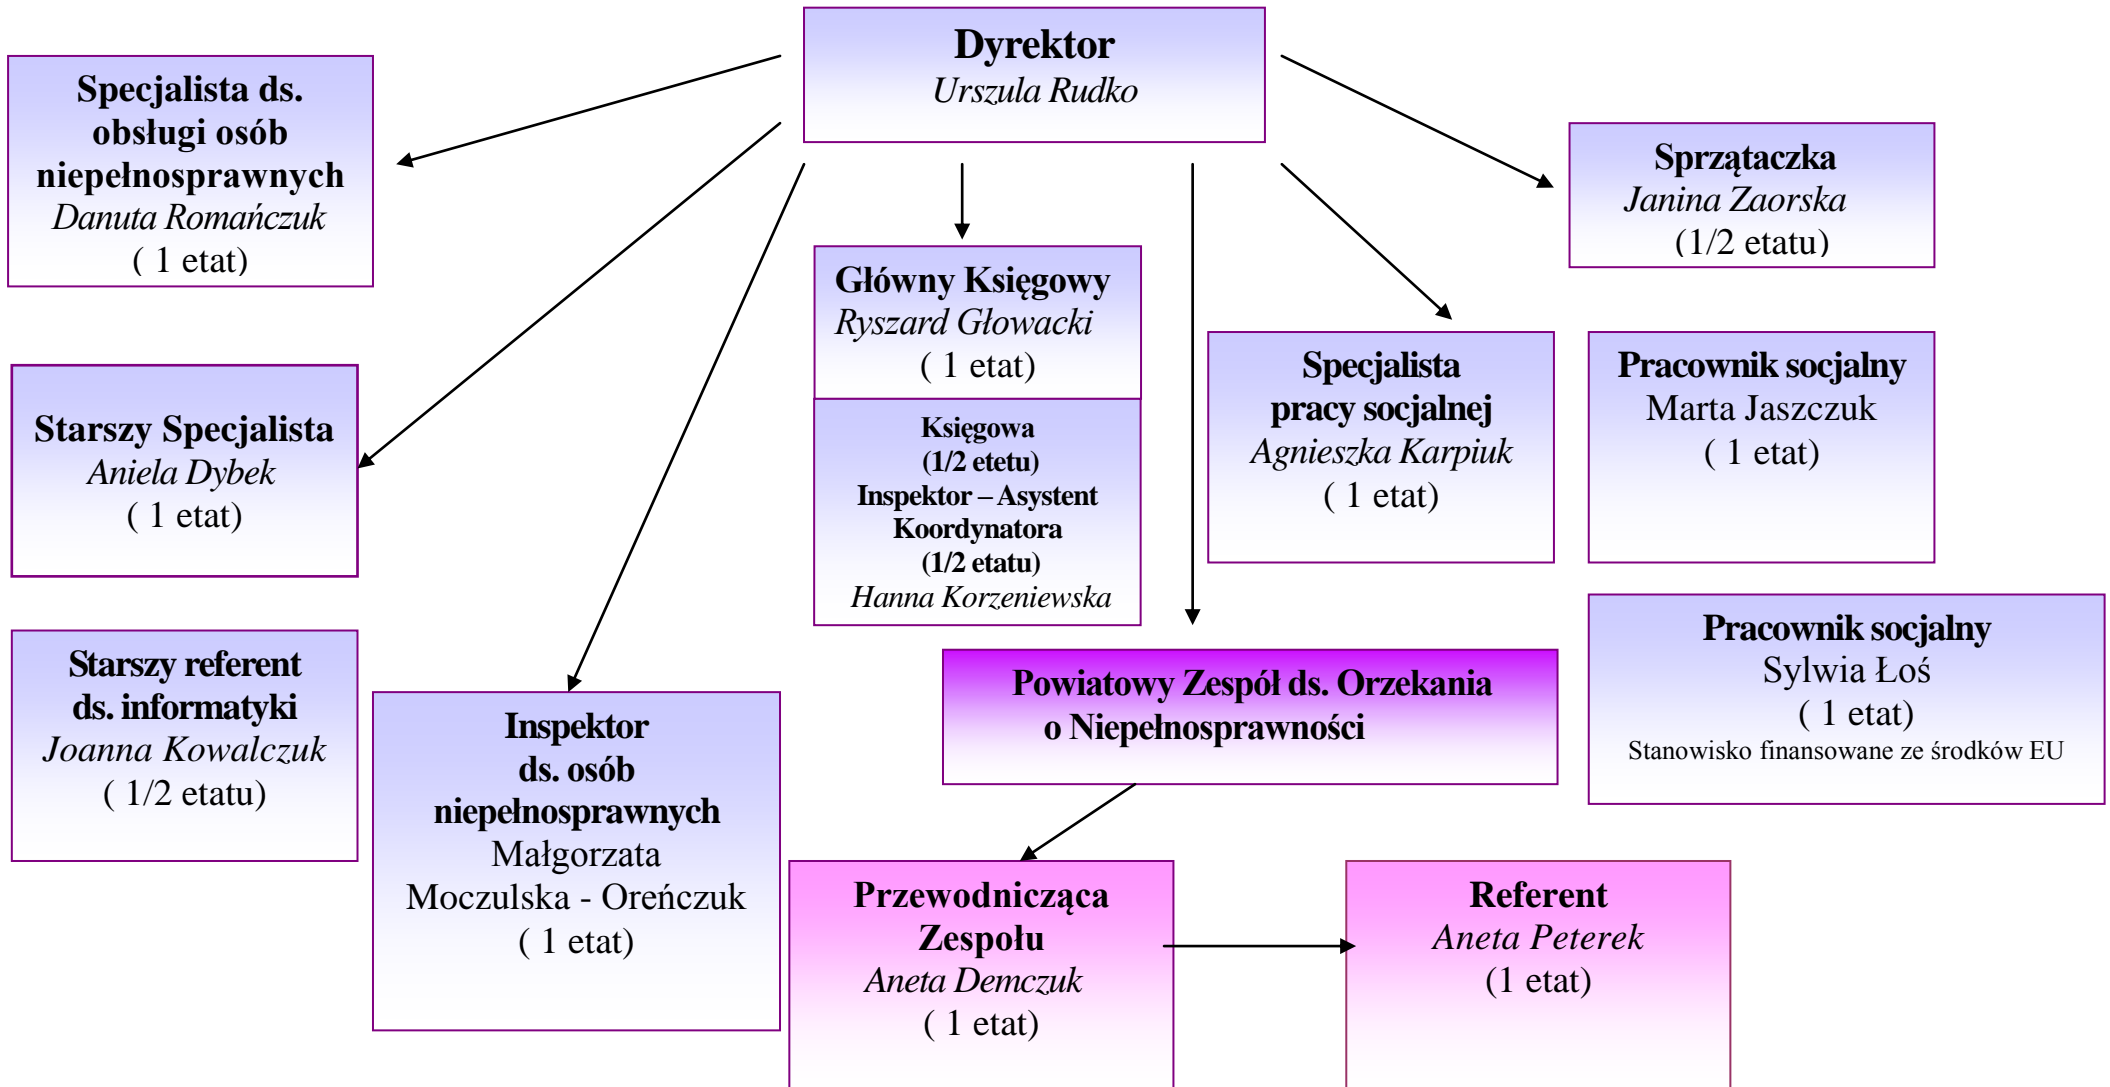 Dyrektor
Urszula Rudko
Specjalista ds.
obsługi osób
niepełnosprawnych
Danuta Romańczuk
( 1 etat)
Sprzątaczka
Janina Zaorska
(1/2 etatu)
Główny Księgowy
Ryszard Głowacki
( 1 etat)
Księgowa
(1/2 etetu)
Inspektor – Asystent
Koordynatora
(1/2 etatu)
Hanna Korzeniewska
Specjalista
pracy socjalnej
Agnieszka Karpiuk
( 1 etat)
Pracownik socjalny
Marta Jaszczuk
( 1 etat)
Starszy Specjalista
Aniela Dybek
( 1 etat)
Pracownik socjalny
Sylwia Łoś
( 1 etat)
Stanowisko finansowane ze środków EU
Starszy referent
ds. informatyki
Joanna Kowalczuk
( 1/2 etatu)
Inspektor
ds. osób
niepełnosprawnych
Małgorzata
Moczulska - Oreńczuk
( 1 etat)
Powiatowy Zespół ds. Orzekania
o Niepełnosprawności
Przewodnicząca
Zespołu
Aneta Demczuk
( 1 etat)
Referent
Aneta Peterek
(1 etat)